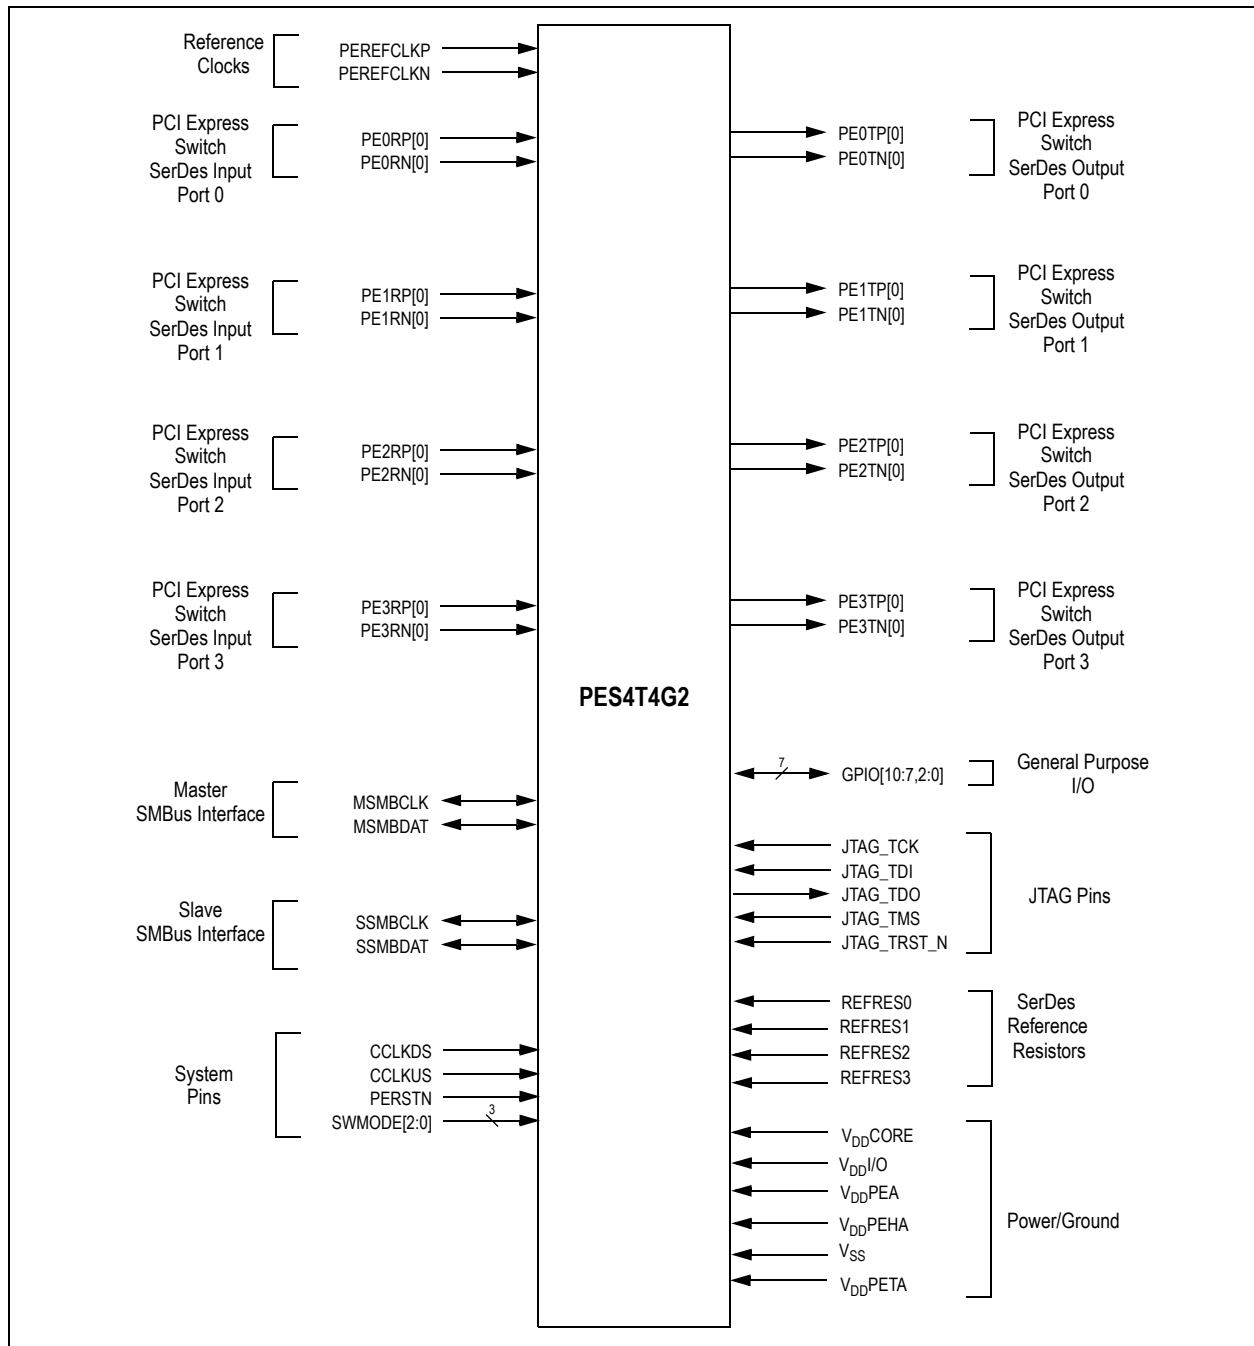 Reference
Clocks
PEREFCLKP
PEREFCLKN
PCI Express
Switch
SerDes Input
Port 0
PE0RP[0]
PE0RN[0]
PE0TP[0]
PE0TN[0]
PCI Express
Switch
SerDes Output
Port 0
PCI Express
Switch
SerDes Input
Port 1
PE1RP[0]
PE1RN[0]
PE1TP[0]
PE1TN[0]
PCI Express
Switch
SerDes Output
Port 1
PCI Express
Switch
SerDes Input
Port 2
PE2RP[0]
PE2RN[0]
PE2TP[0]
PE2TN[0]
PCI Express
Switch
SerDes Output
Port 2
PCI Express
Switch
SerDes Input
Port 3
PE3RP[0]
PE3RN[0]
PE3TP[0]
PE3TN[0]
PCI Express
Switch
SerDes Output
Port 3
PES4T4G2
Master
SMBus Interface
MSMBCLK
MSMBDAT
7
GPIO[10:7,2:0]
General Purpose
I/O
Slave
SMBus Interface
SSMBCLK
SSMBDAT
JTAG_TCK
JTAG_TDI
JTAG_TDO
JTAG_TMS
JTAG_TRST_N
JTAG Pins
System
Pins
CCLKDS
CCLKUS
PERSTN
SWMODE[2:0]
3
REFRES0
REFRES1
REFRES2
REFRES3
SerDes
Reference
Resistors
VDDCORE
VDDI/O
VDDPEA
VDDPEHA
VSS
VDDPETA
Power/Ground